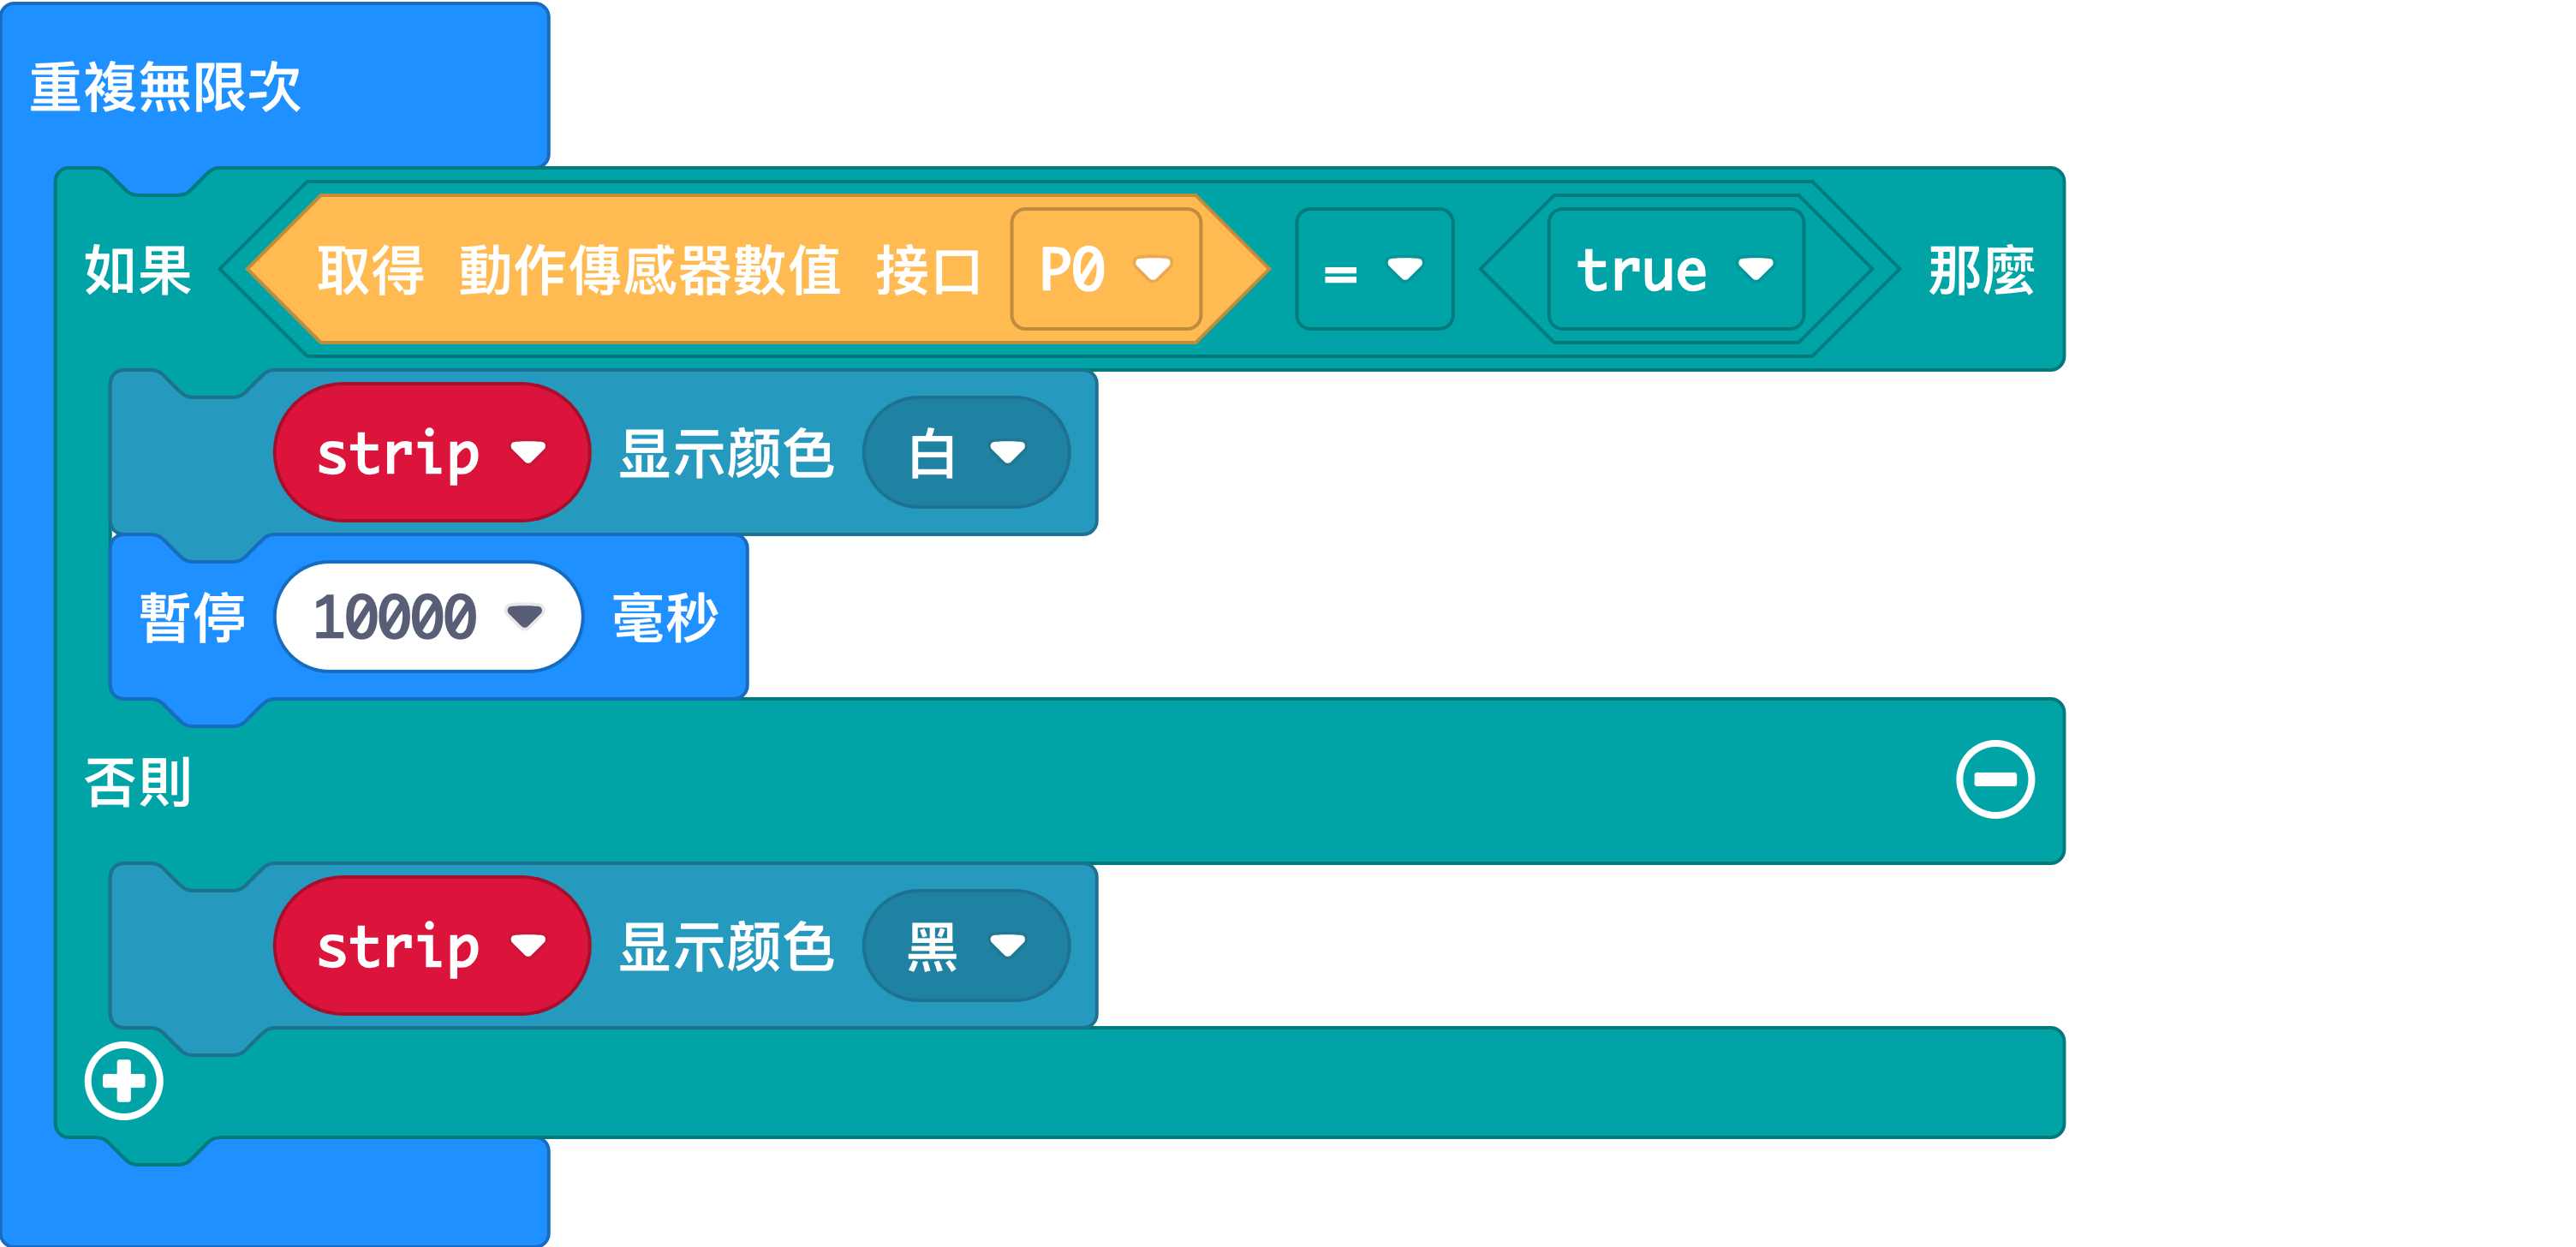 重複無限次
如果 取得 動作傳感器數值 接口 P0 = true 那麼
strip 显示颜色 白
暫停 10000 毫秒
否則
strip 显示颜色 黑